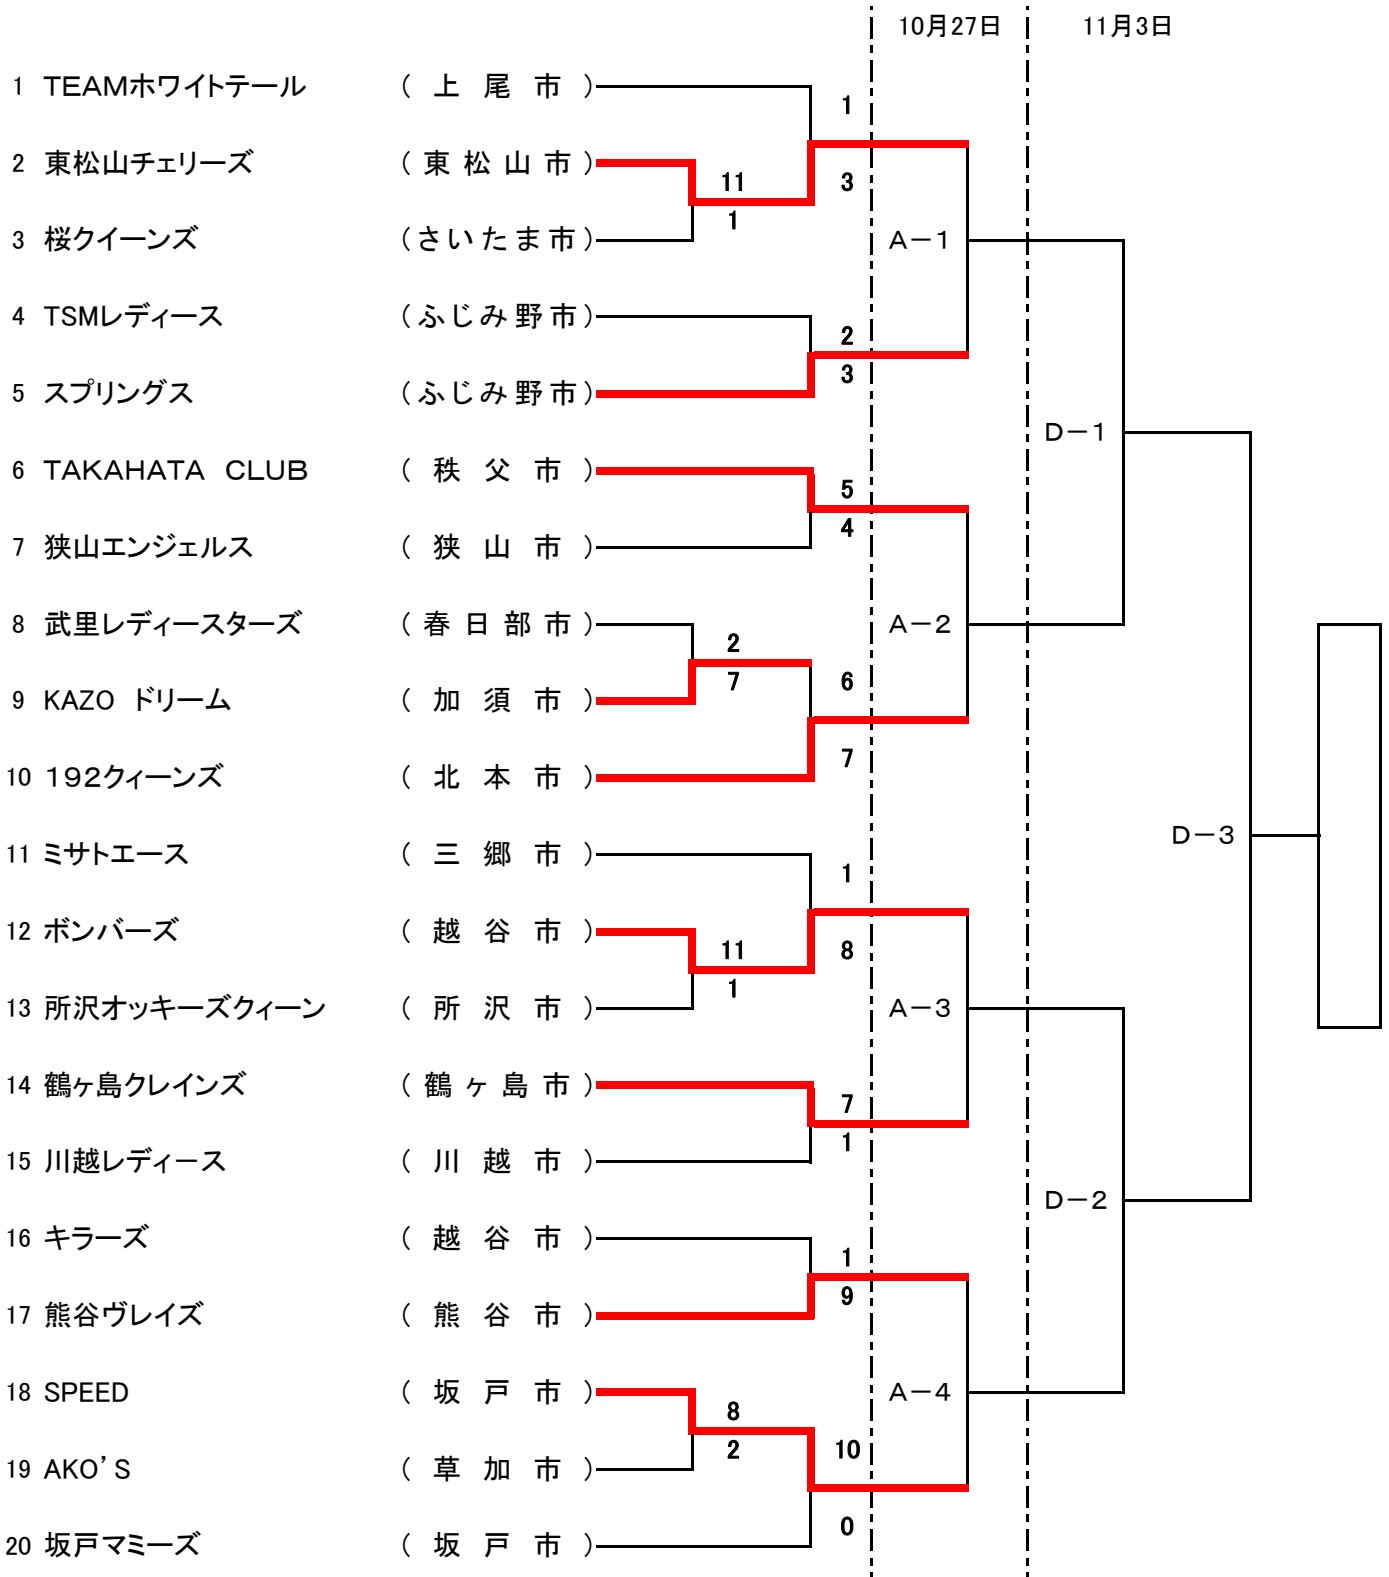 10月27日 11月3日
1 TEAMホワイトテール (上尾市)
1
2 東松山チェリーズ (東松山市)
11 3
1
3 桜クイーンズ (さいたま市) A－1
4 TSMレディース (ふじみ野市)
2
3
5 スプリングス (ふじみ野市)
D－1
6 TAKAHATA CLUB (秩父市)
5
4
7 狭山エンジェルス (狭山市)
8 武里レディースターズ (春日部市) A－2
2
7 6
9 KAZO ドリーム (加須市)
7
10 192クィーンズ (北本市)
D－3
11 ミサトエース (三郷市)
1
12 ボンバーズ (越谷市)
11 8
1
13 所沢オッキーズクィーン (所沢市) A－3
14 鶴ヶ島クレインズ (鶴ヶ島市)
7
1
15 川越レディース (川越市)
D－2
16 キラーズ (越谷市)
1
9
17 熊谷ヴレイズ (熊谷市)
18 SPEED (坂戸市) A－4
8
2 10
19 AKO’S (草加市)
0
20 坂戸マミーズ (坂戸市)